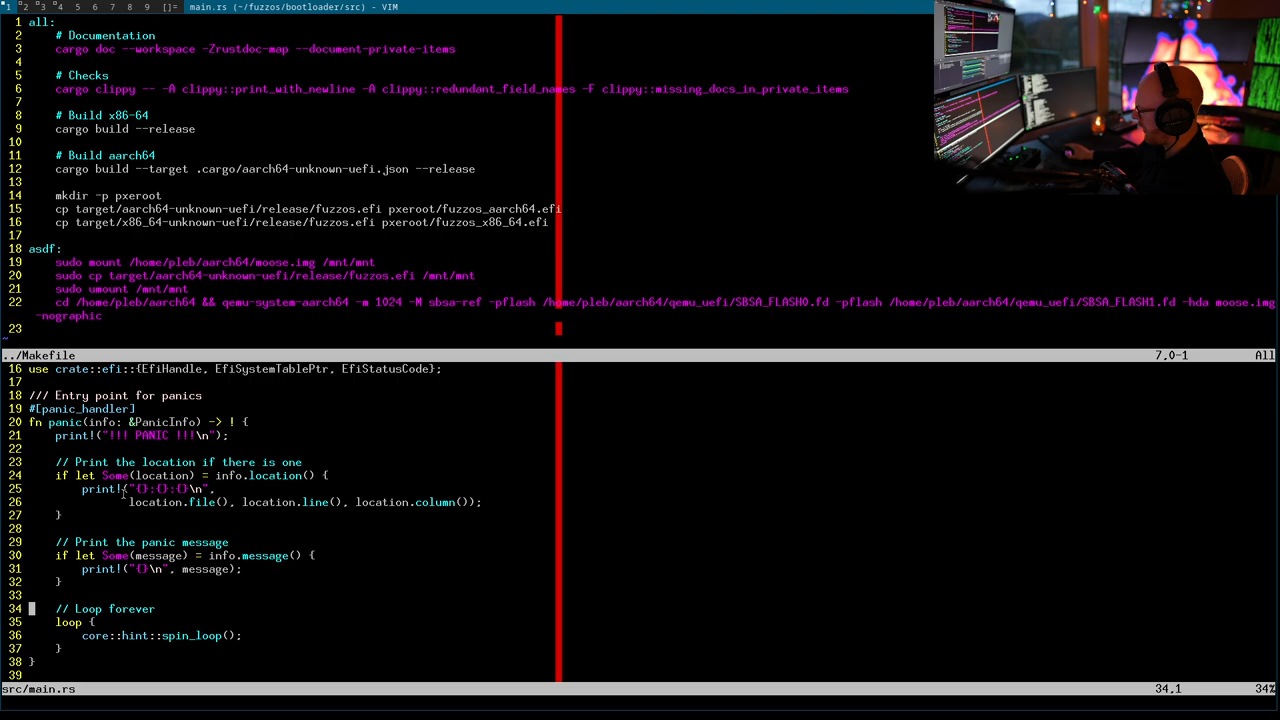 1 2 3 4 5 6 7 8 9 []= main.rs (~/fuzzos/bootloader/src) - VIM
1 all:
2     # Documentation
3     cargo doc --workspace -Zrustdoc-map --document-private-items
4
5     # Checks
6     cargo clippy -- -A clippy::print_with_newline -A clippy::redundant_field_names -F clippy::missing_docs_in_private_items
7
8     # Build x86-64
9     cargo build --release
10
11     # Build aarch64
12     cargo build --target .cargo/aarch64-unknown-uefi.json --release
13
14     mkdir -p pxeroot
15     cp target/aarch64-unknown-uefi/release/fuzzos.efi pxeroot/fuzzos_aarch64.efi
16     cp target/x86_64-unknown-uefi/release/fuzzos.efi pxeroot/fuzzos_x86_64.efi
17
18 asdf:
19     sudo mount /home/pleb/aarch64/moose.img /mnt/mnt
20     sudo cp target/aarch64-unknown-uefi/release/fuzzos.efi /mnt/mnt
21     sudo umount /mnt/mnt
22     cd /home/pleb/aarch64 && qemu-system-aarch64 -m 1024 -M sbsa-ref -pflash /home/pleb/aarch64/qemu_uefi/SBSA_FLASH0.fd -pflash /home/pleb/aarch64/qemu_uefi/SBSA_FLASH1.fd -hda moose.img
-nographic
23
~
../Makefile 7,0-1 All
16 use crate::efi::{EfiHandle, EfiSystemTablePtr, EfiStatusCode};
17
18 /// Entry point for panics
19 #[panic_handler]
20 fn panic(info: &PanicInfo) -> ! {
21     print!("!!! PANIC !!!\n");
22
23     // Print the location if there is one
24     if let Some(location) = info.location() {
25         print!("{}:{}:{}\n",
26                location.file(), location.line(), location.column());
27     }
28
29     // Print the panic message
30     if let Some(message) = info.message() {
31         print!("{}\n", message);
32     }
33
34     // Loop forever
35     loop {
36         core::hint::spin_loop();
37     }
38 }
39
src/main.rs 34,1 34%